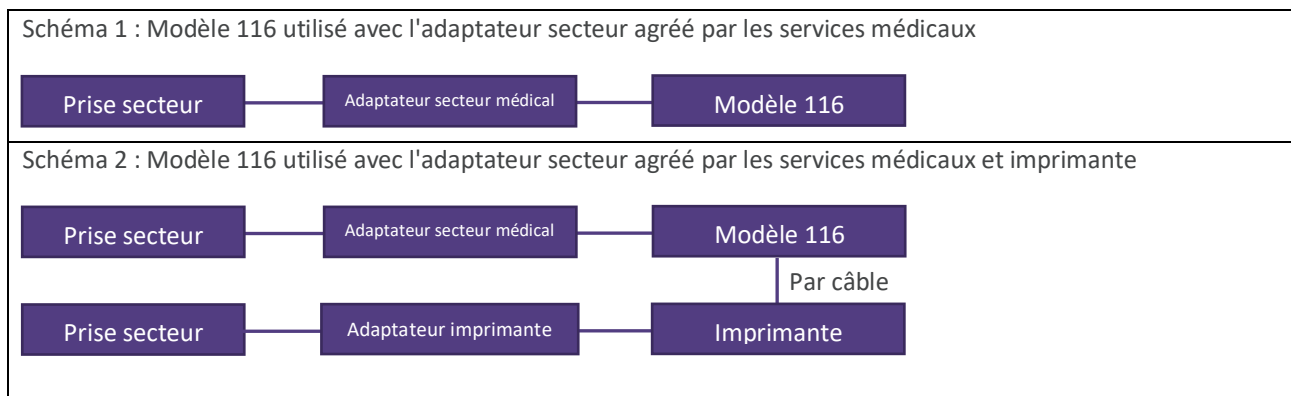 Schéma 1 : Modèle 116 utilisé avec l'adaptateur secteur agréé par les services médicaux
Prise secteur
Adaptateur secteur médical
Modèle 116
Schéma 2 : Modèle 116 utilisé avec l'adaptateur secteur agréé par les services médicaux et imprimante
Prise secteur
Adaptateur secteur médical
Modèle 116
Par câble
Prise secteur
Adaptateur imprimante
Imprimante